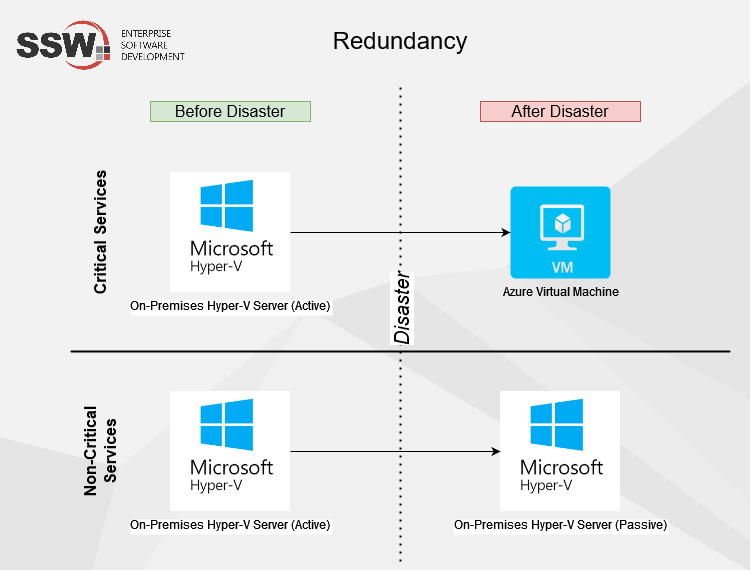 SSW
ENTERPRISE
SOFTWARE
DEVELOPMENT
Redundancy
Before Disaster
After Disaster
Critical Services
Microsoft
Hyper-V
On-Premises Hyper-V Server (Active)
Disaster
VM
Azure Virtual Machine
Non-Critical
Services
Microsoft
Hyper-V
On-Premises Hyper-V Server (Active)
Microsoft
Hyper-V
On-Premises Hyper-V Server (Passive)